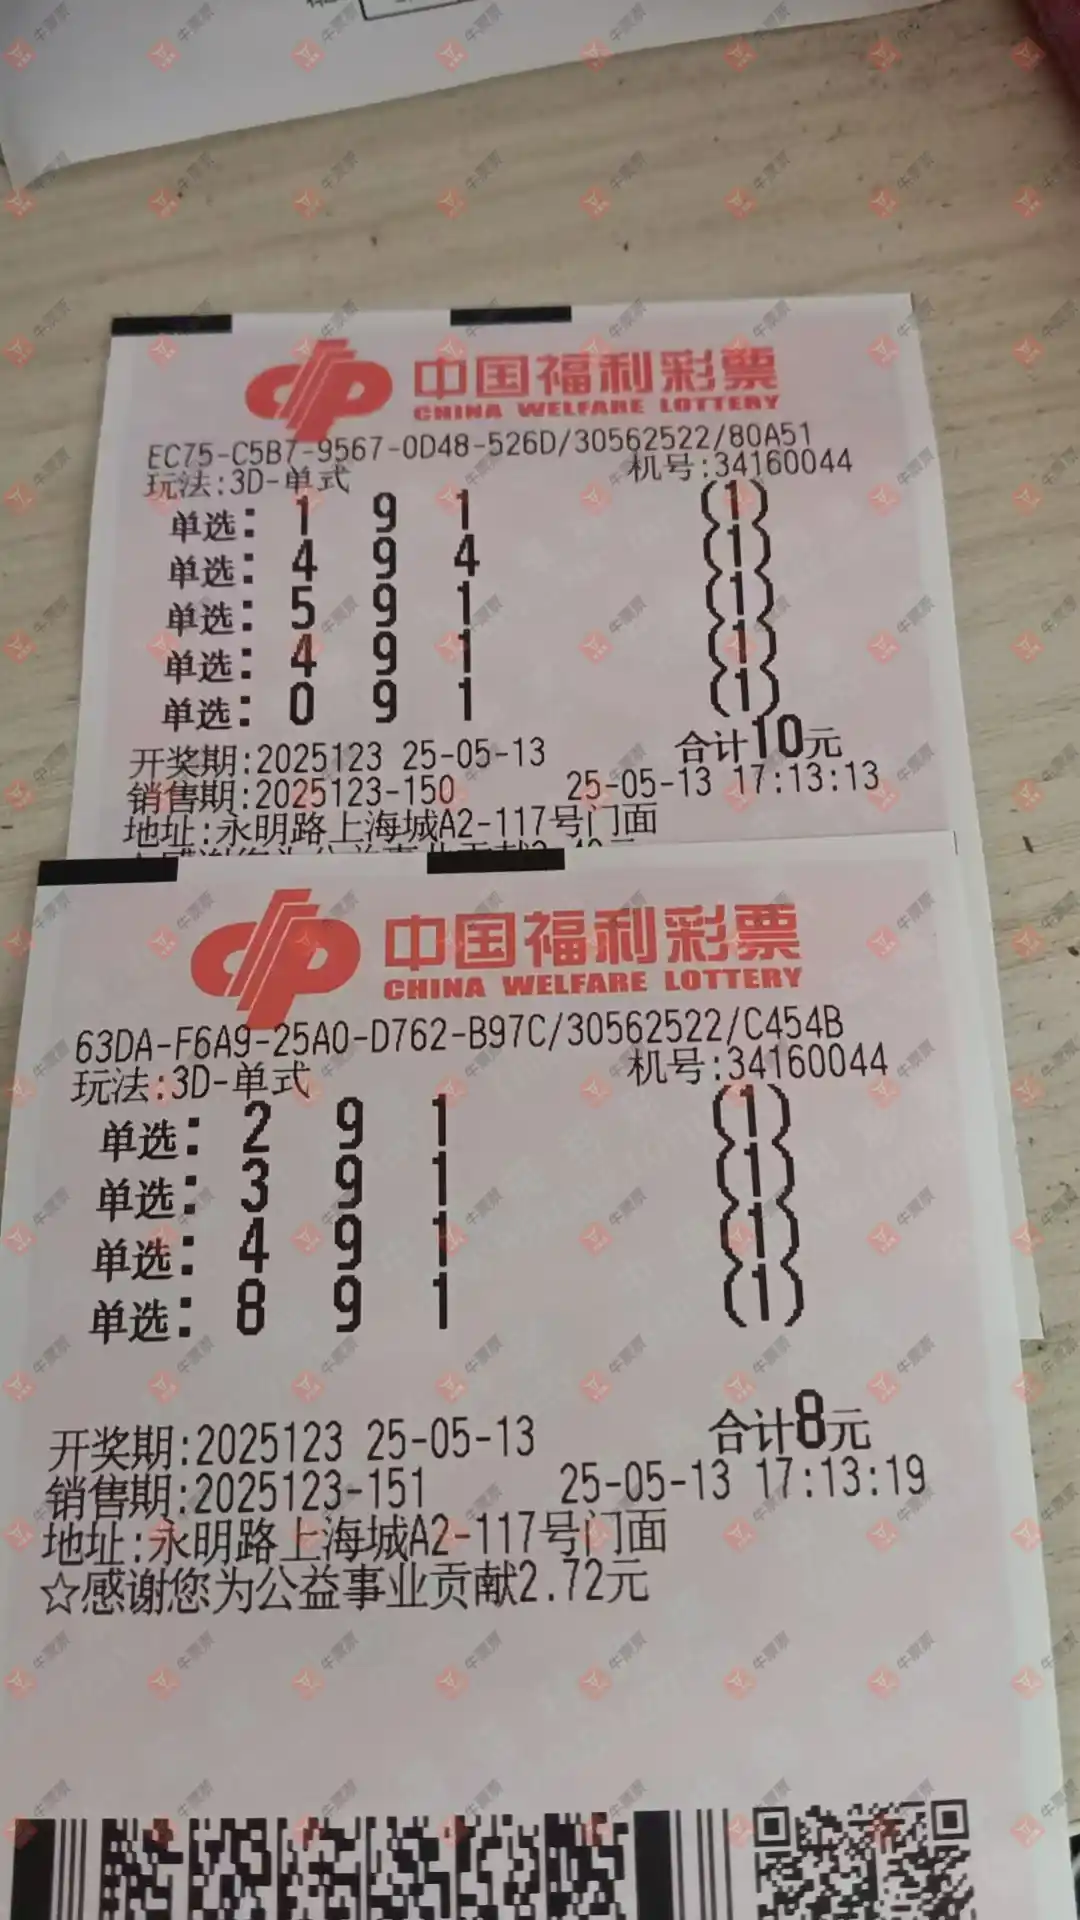 中国福利彩票
CHINA WELFARE LOTTERY
EC75-C5B7-9567-0D48-526D/30562522/80A51
玩法:3D-单式 机号:34160044
单选: 1 9 1 (1)
单选: 4 9 4 (1)
单选: 5 9 1 (1)
单选: 4 9 1 (1)
单选: 0 9 1 (1)
开奖期:2025123 25-05-13 合计10元
销售期:2025123-150 25-05-13 17:13:13
地址:永明路上海城A2-117号门面
中国福利彩票
CHINA WELFARE LOTTERY
63DA-F6A9-25A0-D762-B97C/30562522/C454B
玩法:3D-单式 机号:34160044
单选: 2 9 1 (1)
单选: 3 9 1 (1)
单选: 4 9 1 (1)
单选: 8 9 1 (1)
开奖期:2025123 25-05-13 合计8元
销售期:2025123-151 25-05-13 17:13:19
地址:永明路上海城A2-117号门面
☆感谢您为公益事业贡献2.72元
牛票票